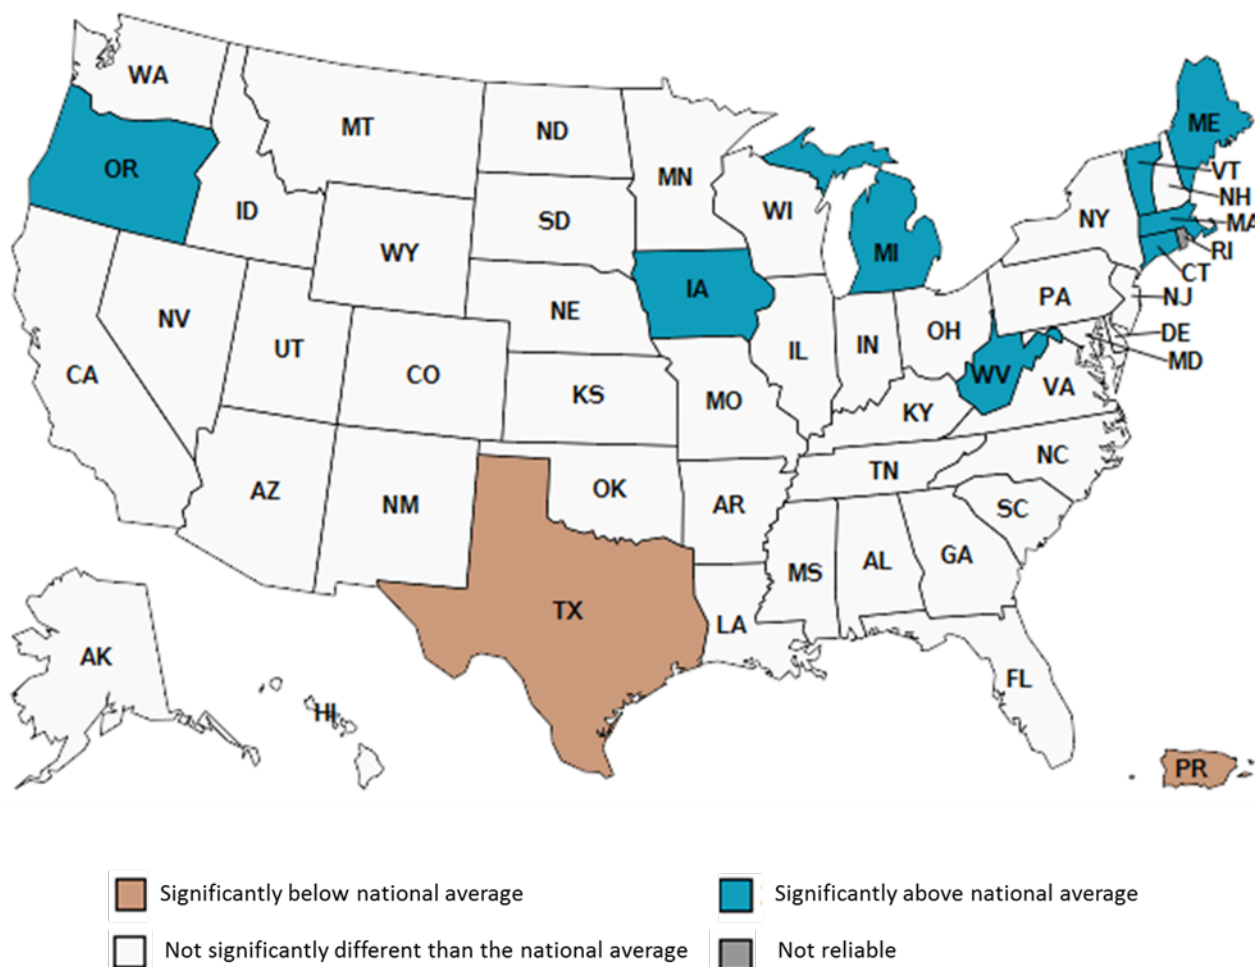 WA
MT
ND
MN
ME
OR
ID
SD
WI
VT
NH
NY
MA
RI
WY
MI
CT
IA
PA
NJ
NV
NE
OH
DE
UT
IL
IN
MD
CA
CO
WV
VA
KS
MO
KY
NC
TN
AZ
NM
OK
AR
SC
MS
AL
GA
TX
LA
AK
FL
HI
PR
Significantly below national average
Significantly above national average
Not significantly different than the national average
Not reliable